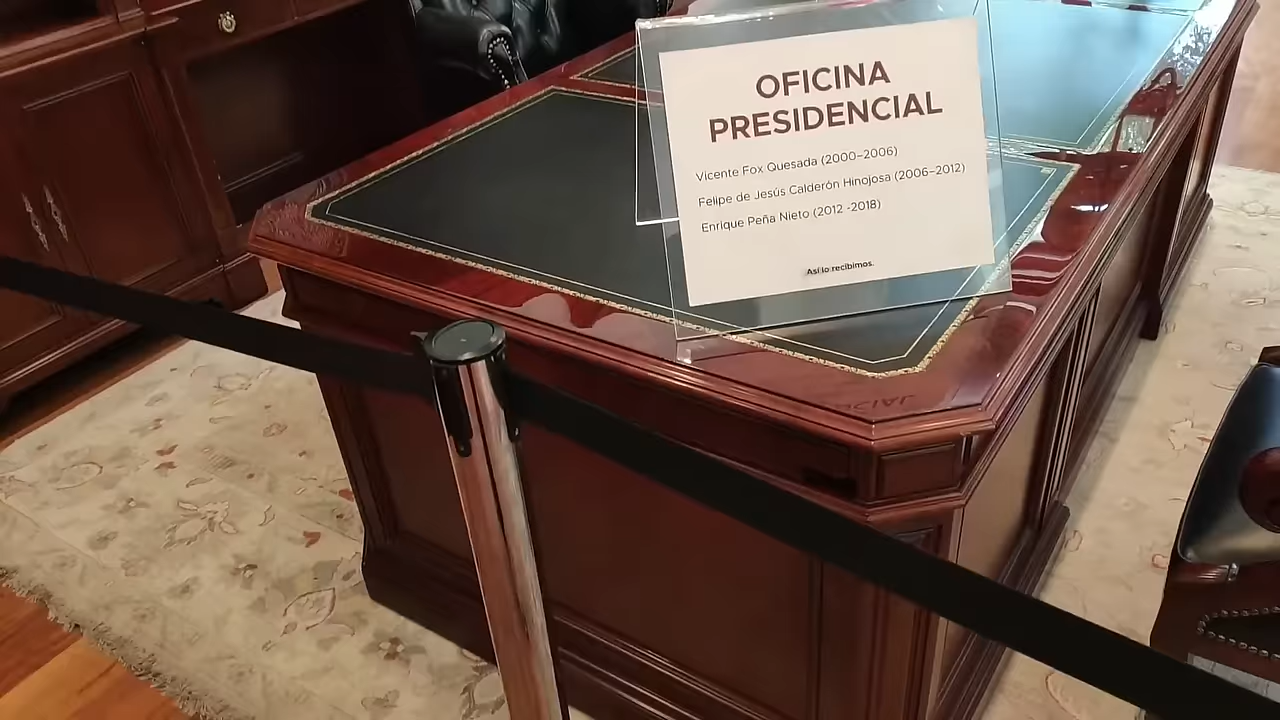 OFICINA
PRESIDENCIAL
Vicente Fox Quesada (2000–2006)
Felipe de Jesús Calderón Hinojosa (2006–2012)
Enrique Peña Nieto (2012 -2018)
Así lo recibimos.